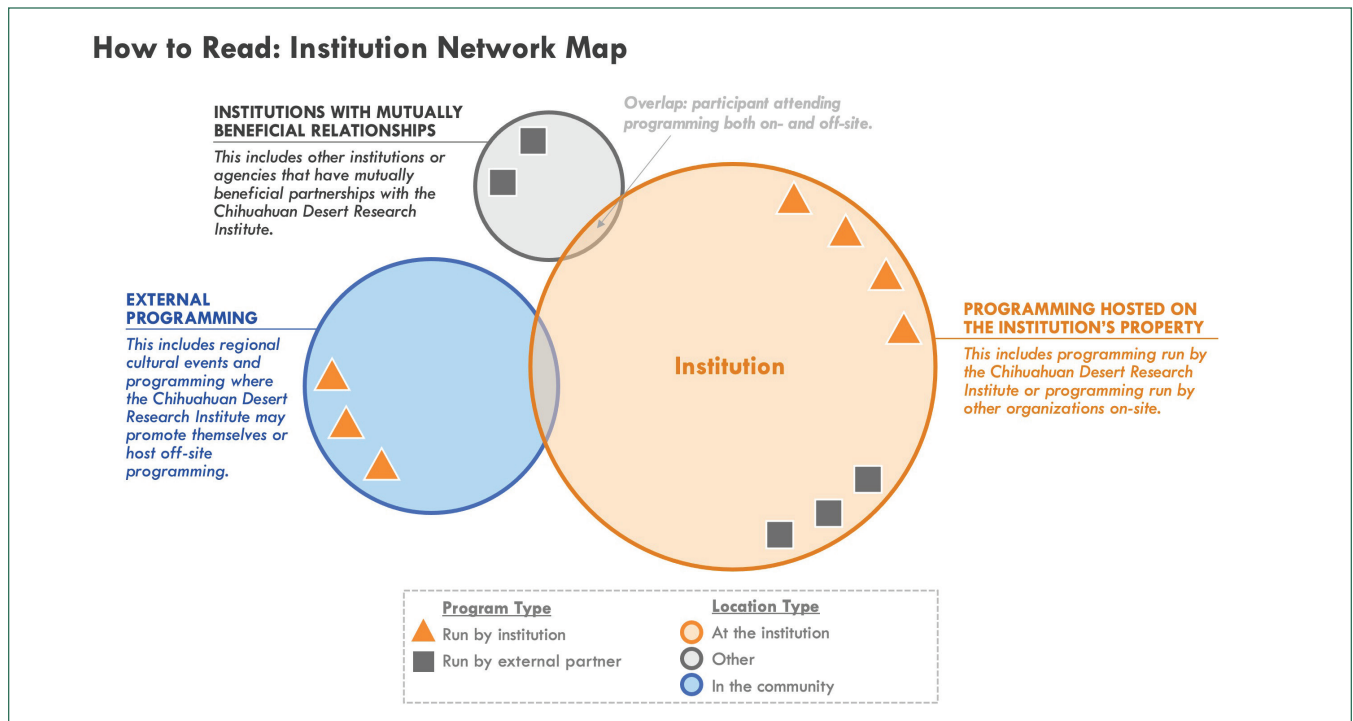 How to Read: Institution Network Map
INSTITUTIONS WITH MUTUALLY
BENEFICIAL RELATIONSHIPS
This includes other institutions or
agencies that have mutually
beneficial partnerships with the
Chihuahuan Desert Research
Institute.
Overlap: participant attending
programming both on- and off-site.
EXTERNAL
PROGRAMMING
This includes regional
cultural events and
programming where
the Chihuahuan Desert
Research Institute may
promote themselves or
host off-site
programming.
Institution
PROGRAMMING HOSTED ON
THE INSTITUTION’S PROPERTY
This includes programming run by
the Chihuahuan Desert Research
Institute or programming run by
other organizations on-site.
Program Type
Run by institution
Run by external partner
Location Type
At the institution
Other
In the community